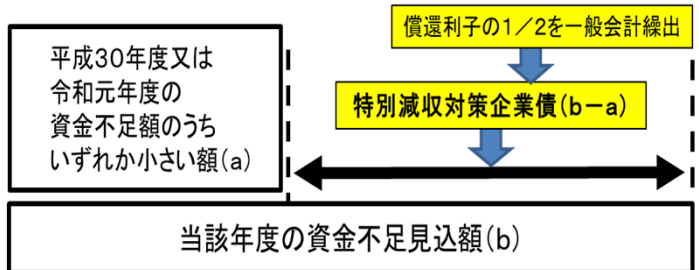 償還利子の1/2を一般会計繰出
平成30年度又は
令和元年度の
資金不足額のうち
いずれか小さい額(a)
特別減収対策企業債(b-a)
当該年度の資金不足見込額(b)